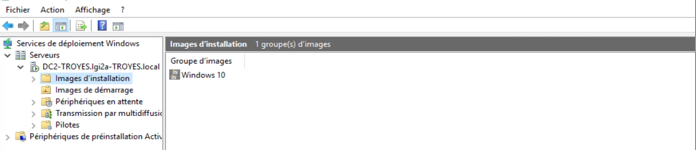 Fichier Action Affichage ?
Services de déploiement Windows
Serveurs
DC2-TROYES.lgi2a-TROYES.local
Images d'installation
Images de démarrage
Périphériques en attente
Transmission par multidiffusi
Pilotes
Périphériques de préinstallation Activ
Images d'installation 1 groupe(s) d'images
Groupe d'images
Windows 10